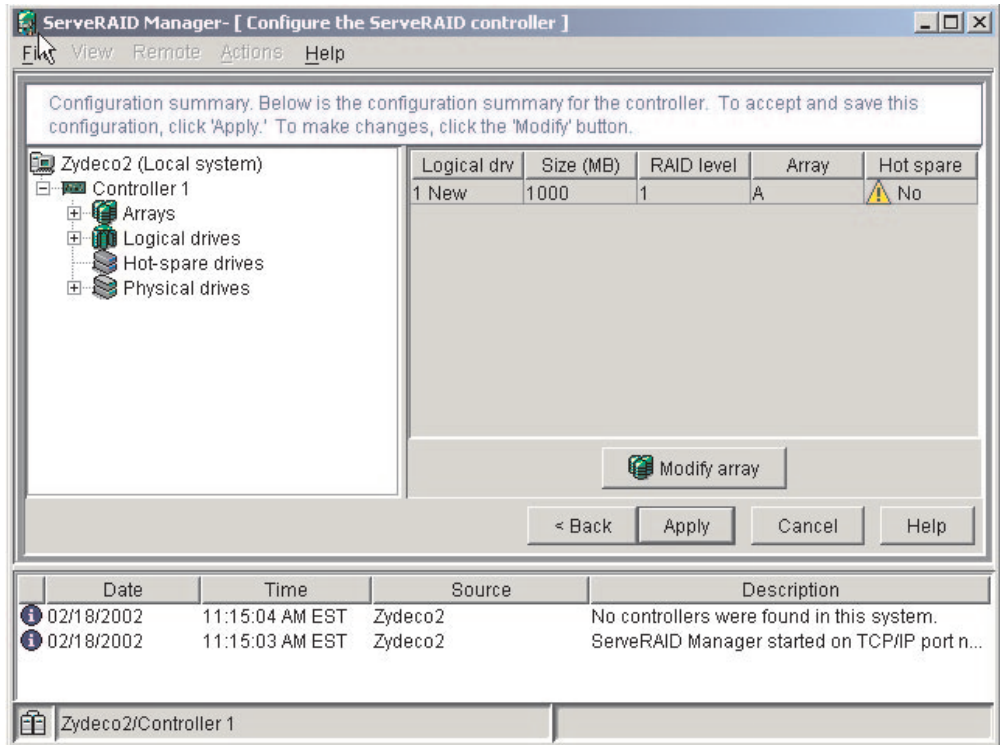 ServeRAID Manager- [ Configure the ServeRAID controller ]
File View Remote Actions Help
Configuration summary. Below is the configuration summary for the controller. To accept and save this
configuration, click 'Apply.' To make changes, click the 'Modify' button.
Zydeco2 (Local system)
Controller 1
Arrays
Logical drives
Hot-spare drives
Physical drives
Logical drv Size (MB) RAID level Array Hot spare
1 New 1000 1 A No
Modify array
< Back Apply Cancel Help
Date Time Source Description
02/18/2002 11:15:04 AM EST Zydeco2 No controllers were found in this system.
02/18/2002 11:15:03 AM EST Zydeco2 ServeRAID Manager started on TCP/IP port n...
Zydeco2/Controller 1